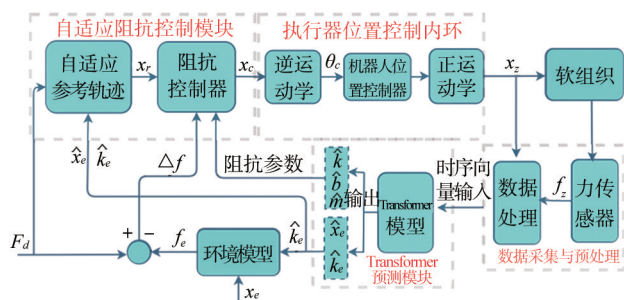 自适应阻抗控制模块
执行器位置控制内环
自适应
参考轨迹
x_r
阻抗
控制器
x_c
逆运
动学
θ_c
机器人位
置控制器
正运
动学
x_z
软组织
x̂_e k̂_e
△f
阻抗参数
k̂
b̂
m̂
输出
Transformer
模型
时序向
量输入
数据
处理
f_z
力传
感器
x̂_e
k̂_e
k̂_e
F_d
+ −
f_e
环境模型
x_e
Transformer
预测模块
数据采集与预处理